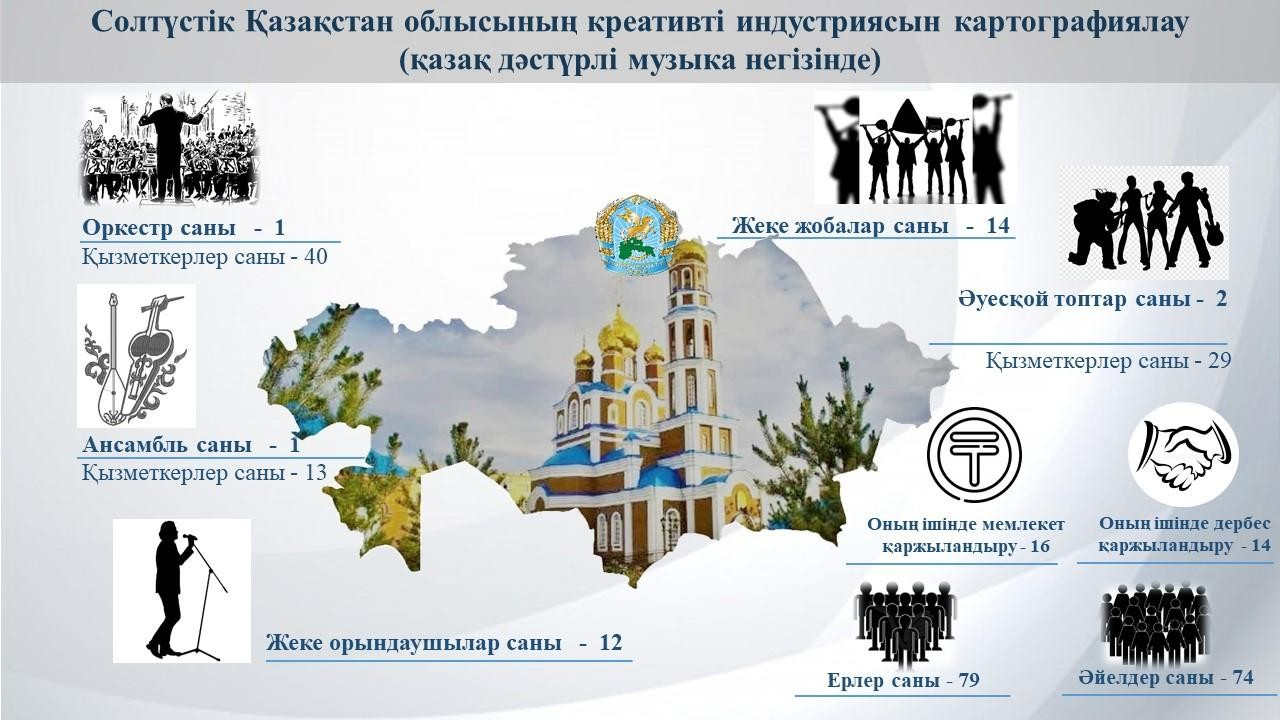 Солтүстік Қазақстан облысының креативті индустриясын картографиялау
(қазақ дәстүрлі музыка негізінде)
Оркестр саны - 1
Қызметкерлер саны - 40
Ансамбль саны - 1
Қызметкерлер саны - 13
Жеке орындаушылар саны - 12
Жеке жобалар саны - 14
Әуесқой топтар саны - 2
Қызметкерлер саны - 29
Оның ішінде мемлекет
қаржыландыру - 16
Оның ішінде дербес
қаржыландыру - 14
Ерлер саны - 79
Әйелдер саны - 74